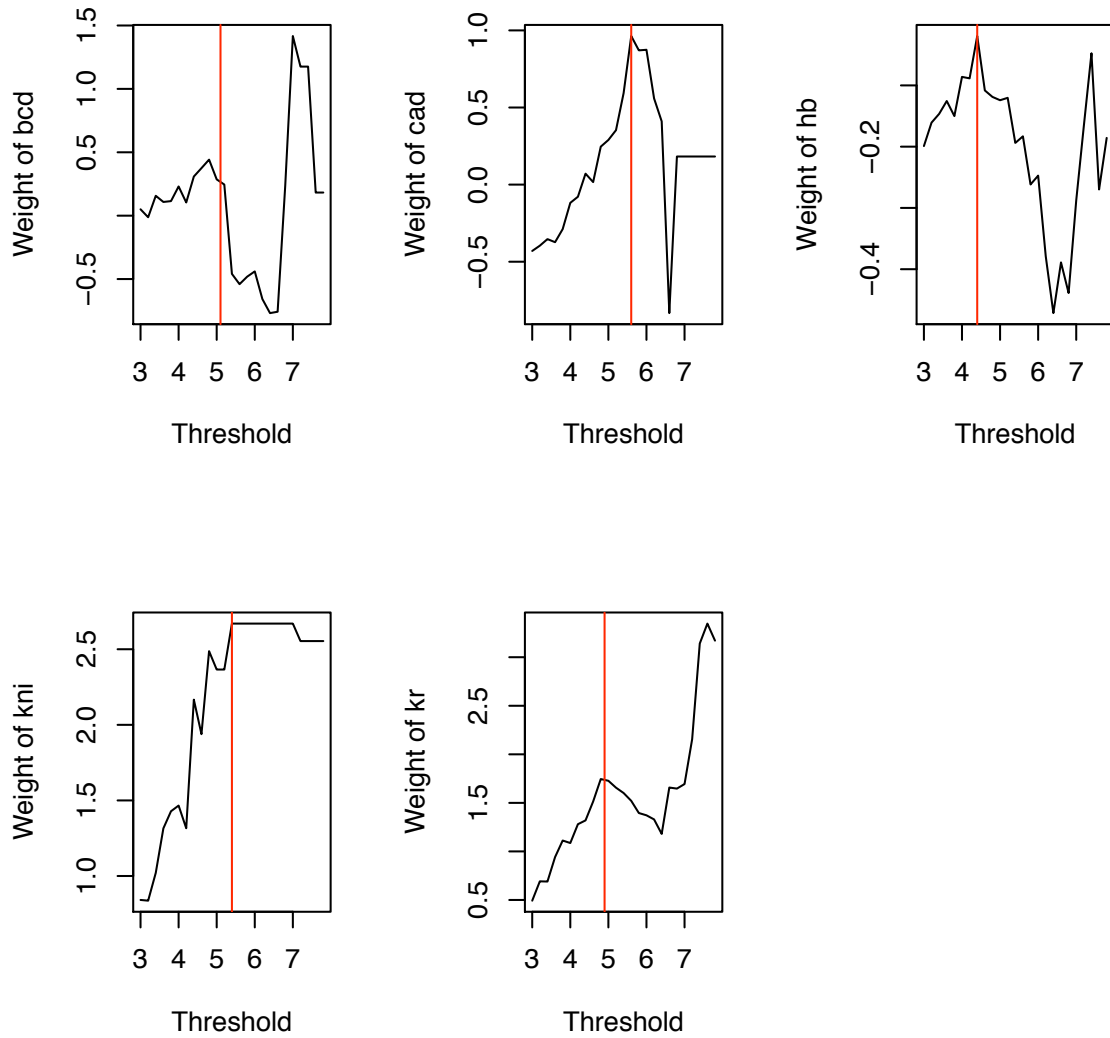 Weight of bcd
1.5
1.0
0.5
−0.5
3 4 5 6 7
Threshold
Weight of cad
1.0
0.5
0.0
−0.5
3 4 5 6 7
Threshold
Weight of hb
−0.2
−0.4
3 4 5 6 7
Threshold
Weight of kni
2.5
2.0
1.5
1.0
3 4 5 6 7
Threshold
Weight of kr
2.5
1.5
0.5
3 4 5 6 7
Threshold